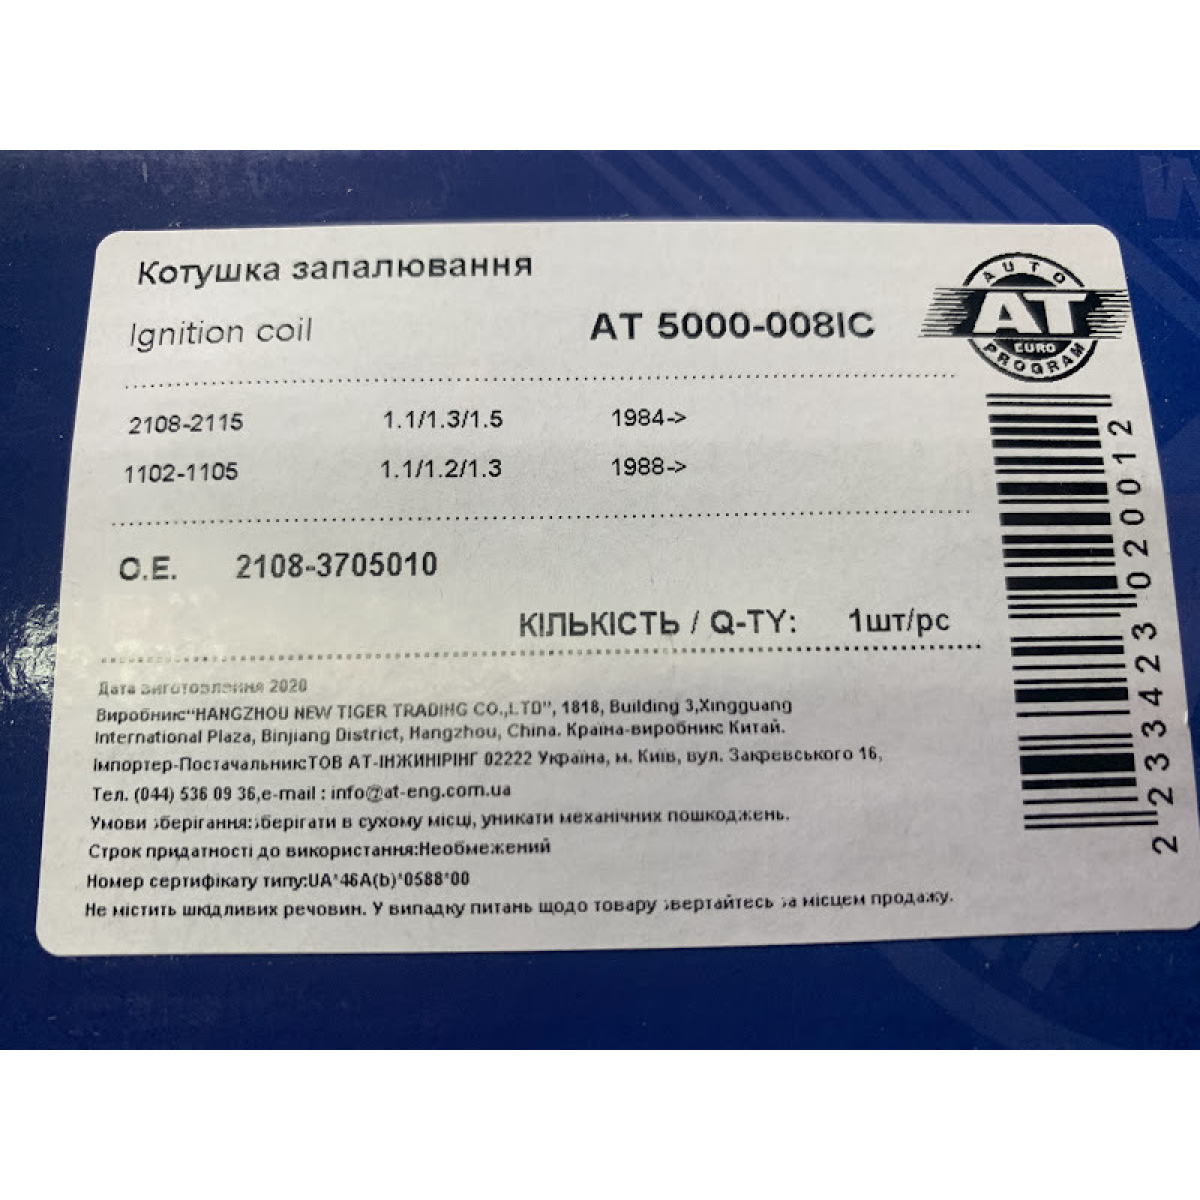 Котушка запалювання
Ignition coil
AT 5000-008IC
AUTO
AT
EURO
PROGRAM
2108-2115 1.1/1.3/1.5 1984->
1102-1105 1.1/1.2/1.3 1988->
O.E. 2108-3705010
КІЛЬКІСТЬ / Q-TY: 1шт/pc
Дата виготовлення 2020
Виробник"HANGZHOU NEW TIGER TRADING CO.,LTD", 1818, Building 3,Xingguang
International Plaza, Binjiang District, Hangzhou, China. Країна-виробник: Китай.
Імпортер-Постачальник:ТОВ АТ-ІНЖИНІРІНГ 02222 Україна, м. Київ, вул. Закревського 16,
Тел. (044) 536 09 36,e-mail : info@at-eng.com.ua
Умови зберігання:зберігати в сухому місці, уникати механічних пошкоджень.
Строк придатності до використання:Необмежений
Номер сертифікату типу:UA*46A(b)*0588*00
Не містить шкідливих речовин. У випадку питань щодо товару звертайтесь за місцем продажу.
2233423020012